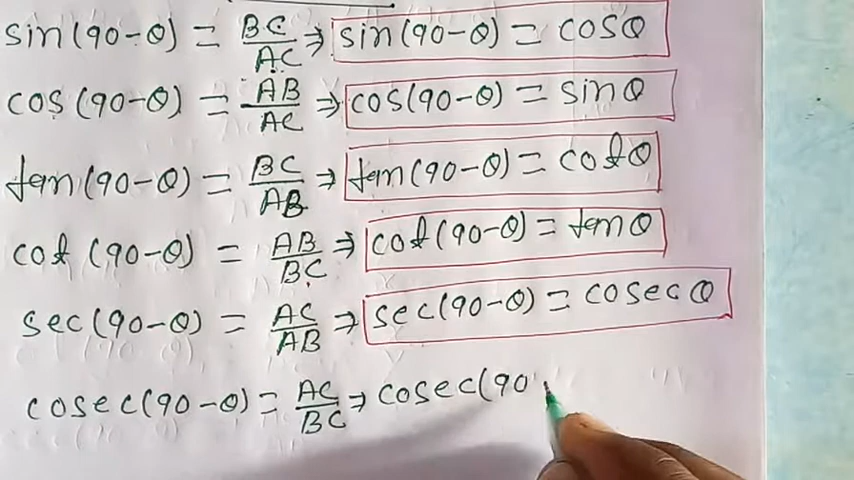 sin(90-θ) = BC/AC ⇒ sin(90-θ) = cosθ
cos(90-θ) = AB/AC ⇒ cos(90-θ) = sinθ
tan(90-θ) = BC/AB ⇒ tan(90-θ) = cotθ
cot(90-θ) = AB/BC ⇒ cot(90-θ) = tanθ
sec(90-θ) = AC/AB ⇒ sec(90-θ) = cosecθ
cosec(90-θ) = AC/BC ⇒ cosec(90